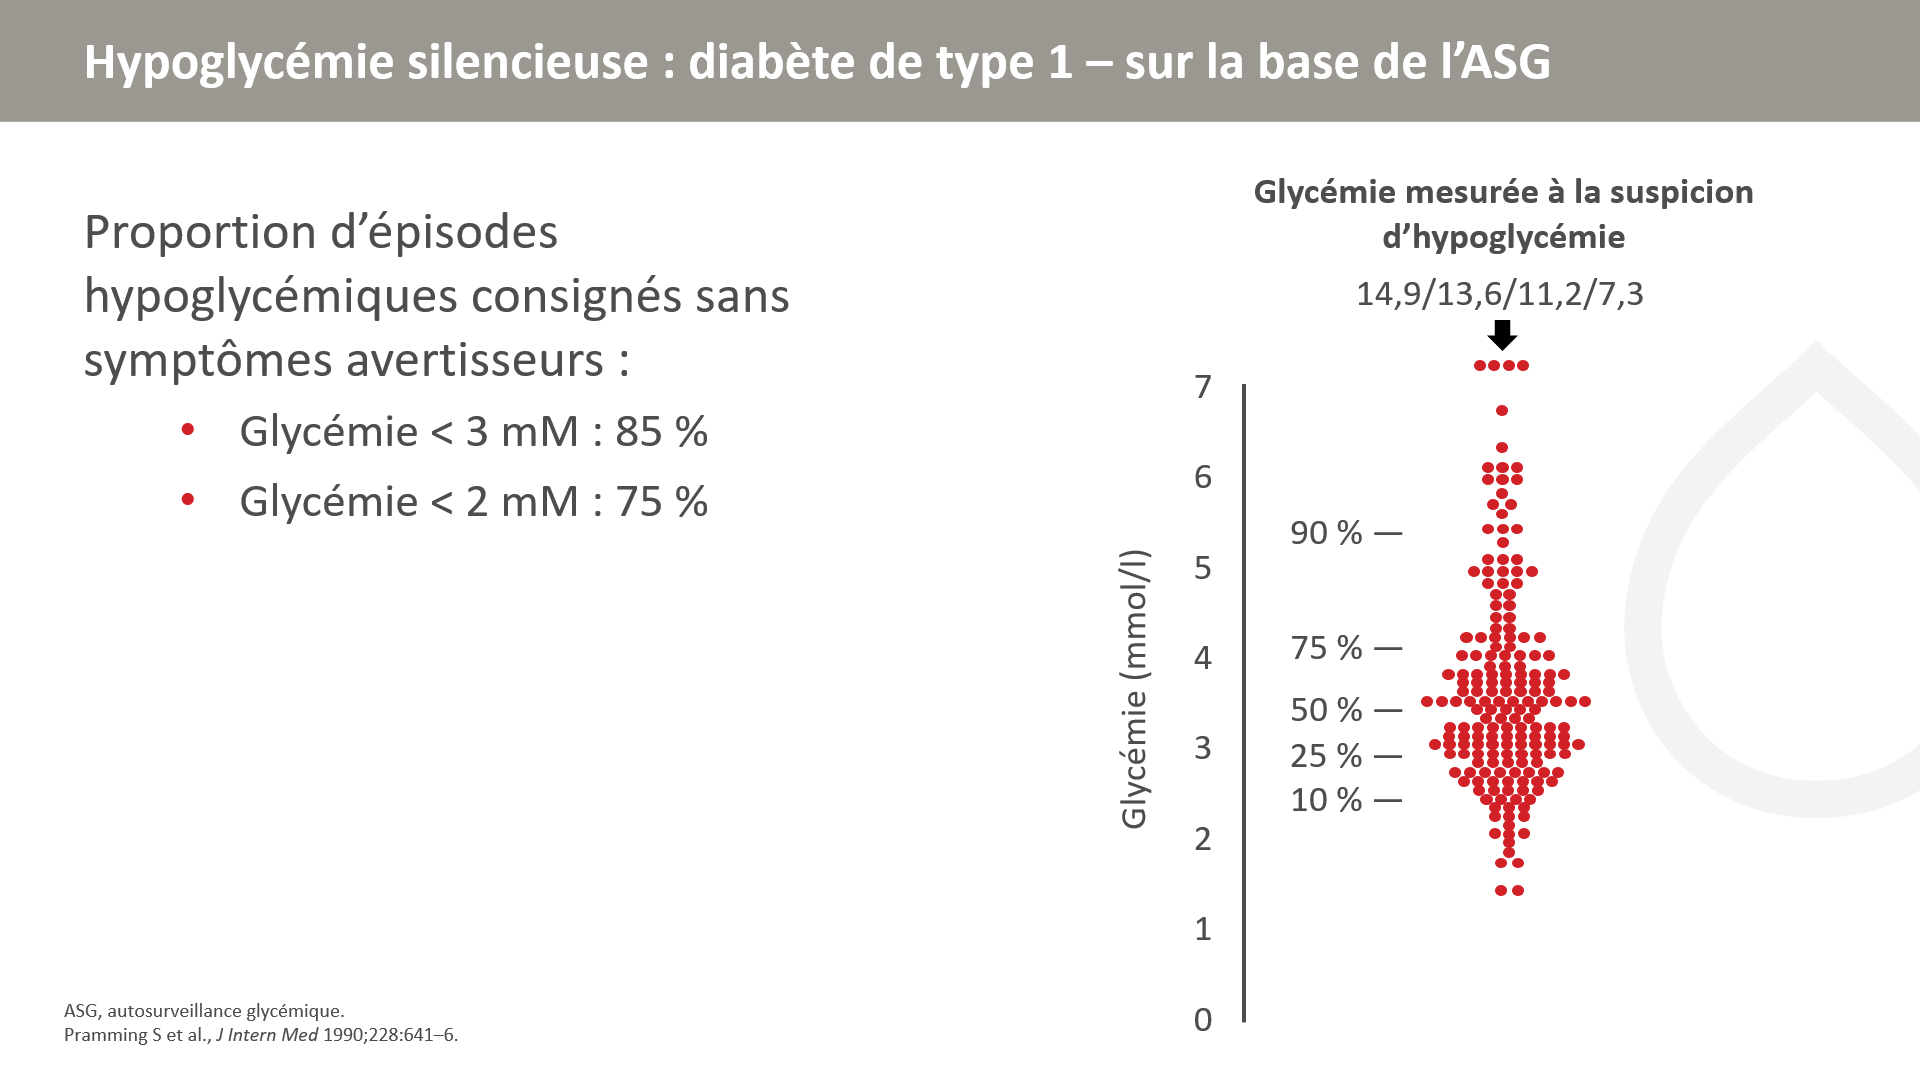 Hypoglycémie silencieuse : diabète de type 1 – sur la base de l’ASG
Proportion d’épisodes
hypoglycémiques consignés sans
symptômes avertisseurs :
• Glycémie < 3 mM : 85 %
• Glycémie < 2 mM : 75 %
Glycémie mesurée à la suspicion
d’hypoglycémie
14,9/13,6/11,2/7,3
Glycémie (mmol/l)
7
6
5
4
3
2
1
0
90 %
75 %
50 %
25 %
10 %
ASG, autosurveillance glycémique.
Pramming S et al., J Intern Med 1990;228:641–6.